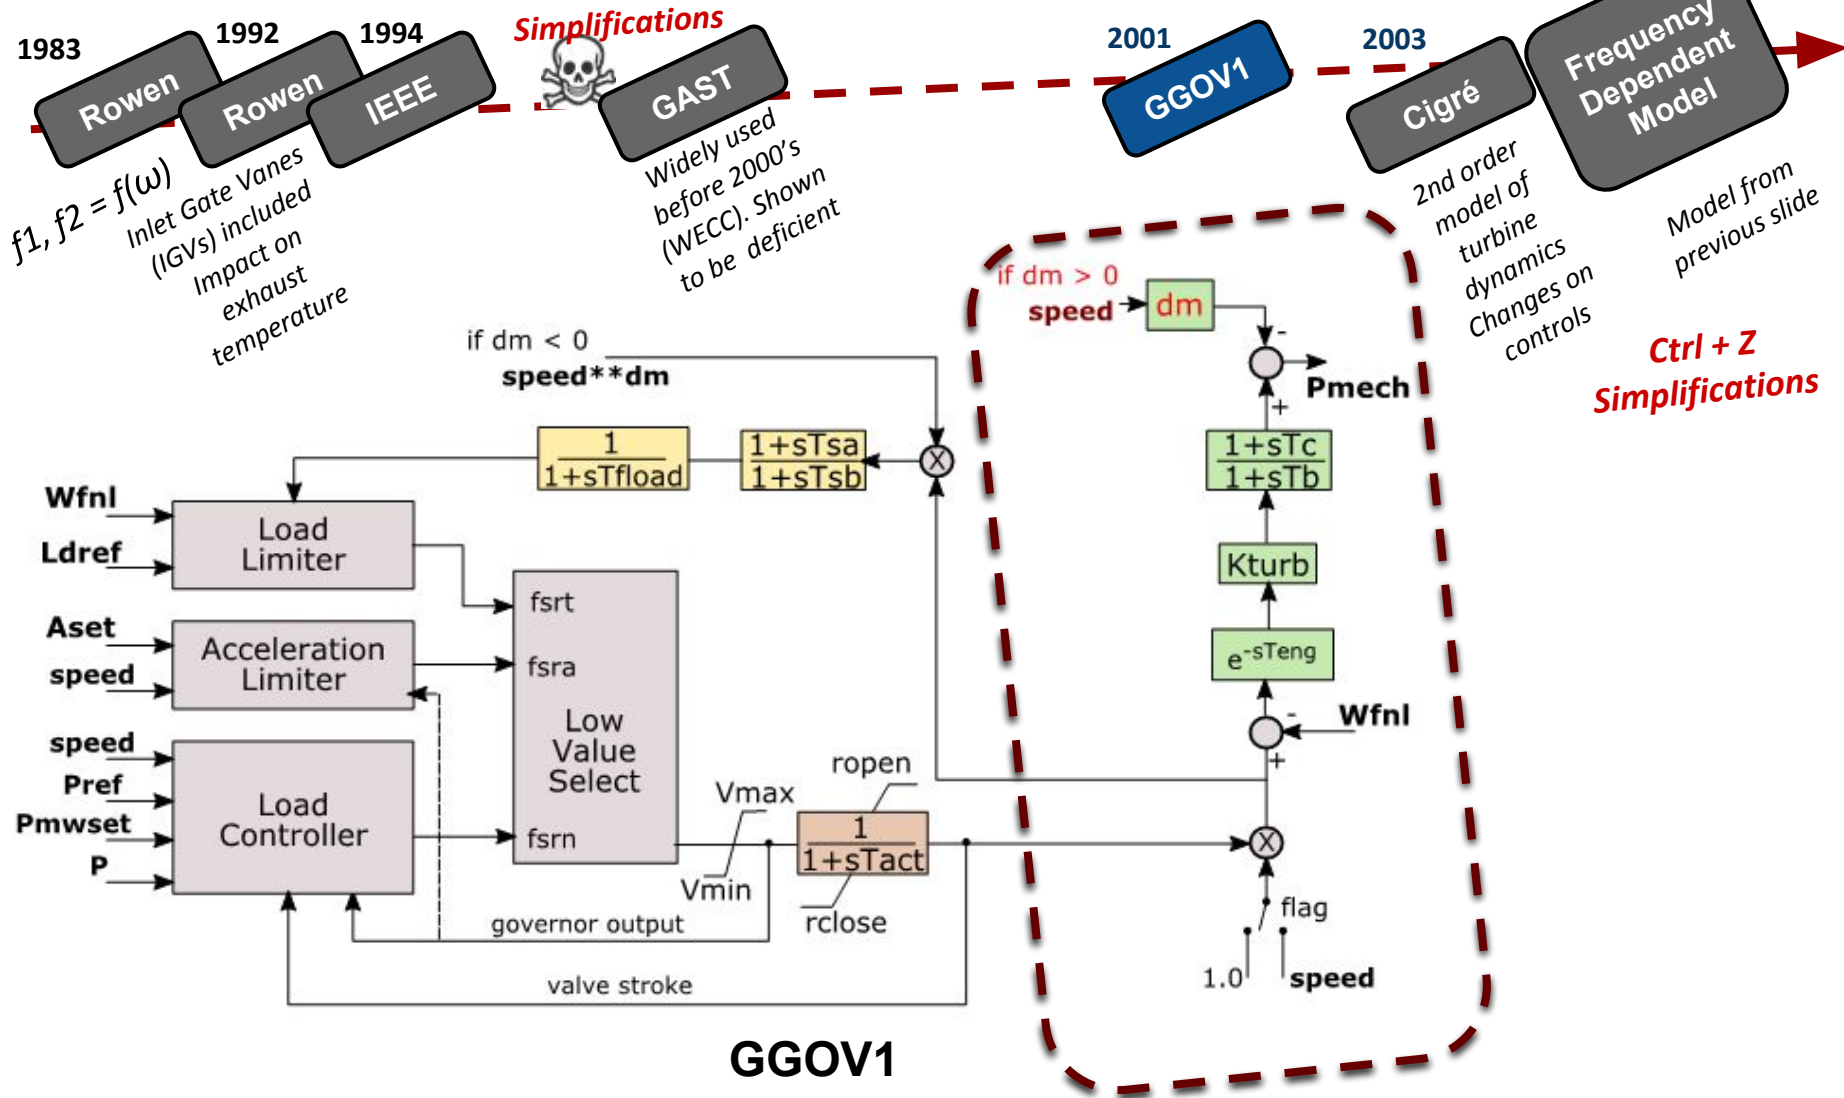 1983
Rowen
f1, f2 = f(ω)
1992
Rowen
Inlet Gate Vanes
(IGVs) included
Impact on
exhaust
temperature
1994
IEEE
Simplifications
GAST
Widely used
before 2000's
(WECC). Shown
to be deficient
2001
GGOV1
2003
Cigré
2nd order
model of
turbine
dynamics
Changes on
controls
Frequency
Dependent
Model
Model from
previous slide
Ctrl + Z
Simplifications
if dm < 0
speed**dm
1
1+sTfload
1+sTsa
1+sTsb
X
Wfnl
Ldref
Load
Limiter
Aset
speed
Acceleration
Limiter
speed
Pref
Pmwset
P
Load
Controller
fsrt
fsra
Low
Value
Select
fsrn
Vmax
Vmin
ropen
1
1+sTact
rclose
governor output
valve stroke
if dm > 0
speed
dm
-
Pmech
+
1+sTc
1+sTb
Kturb
e-sTeng
-
Wfnl
+
X
flag
1.0
speed
GGOV1